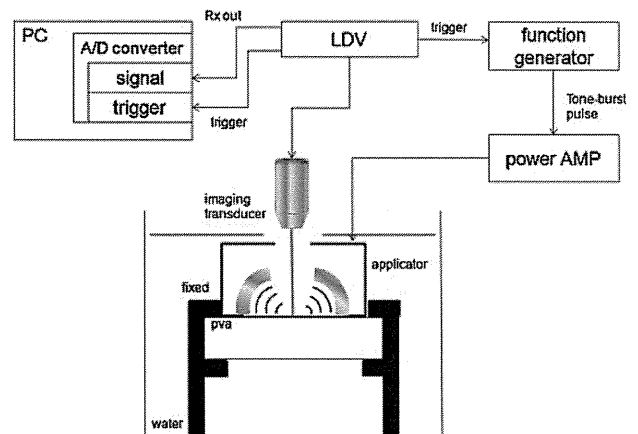 PC
A/D converter
signal
trigger
Rx out
trigger
LDV
trigger
function
generator
Tone-burst
pulse
power AMP
imaging
transducer
applicator
fixed
pva
water